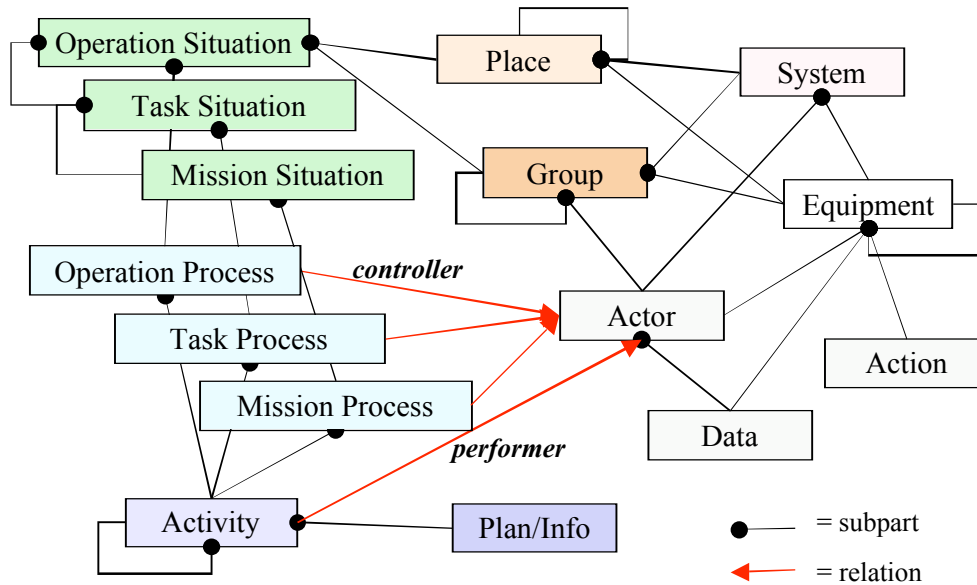 Operation Situation
Place
System
Task Situation
Mission Situation
Group
Equipment
Operation Process
controller
Actor
Task Process
Action
Mission Process
Data
performer
Activity
Plan/Info
= subpart
= relation